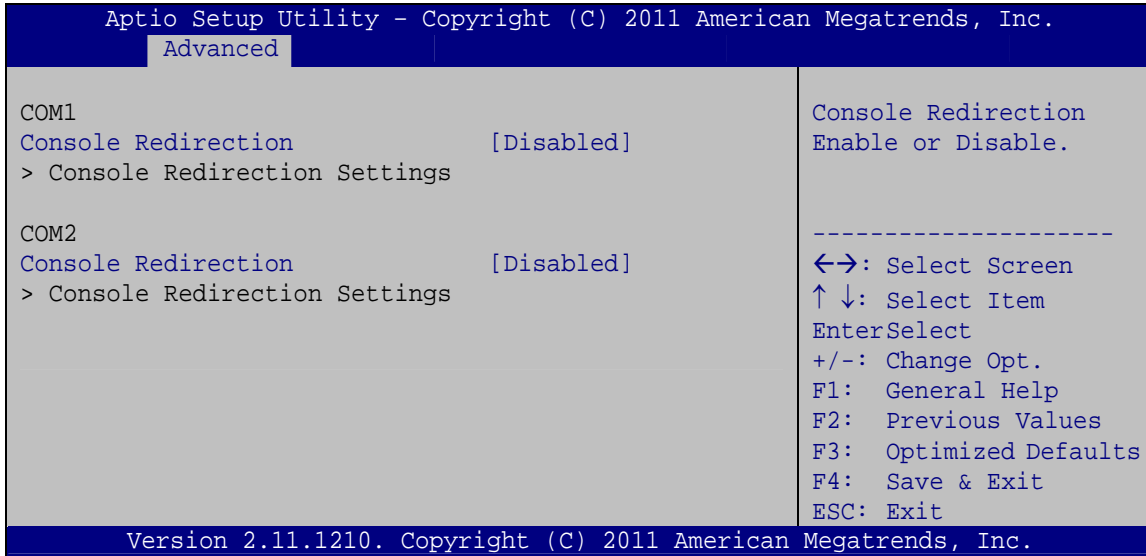 Aptio Setup Utility – Copyright (C) 2011 American Megatrends, Inc.
Advanced
COM1
Console Redirection [Disabled]
> Console Redirection Settings
COM2
Console Redirection [Disabled]
> Console Redirection Settings
Console Redirection
Enable or Disable.
---------------------
←→: Select Screen
↑ ↓: Select Item
EnterSelect
+/-: Change Opt.
F1: General Help
F2: Previous Values
F3: Optimized Defaults
F4: Save & Exit
ESC: Exit
Version 2.11.1210. Copyright (C) 2011 American Megatrends, Inc.